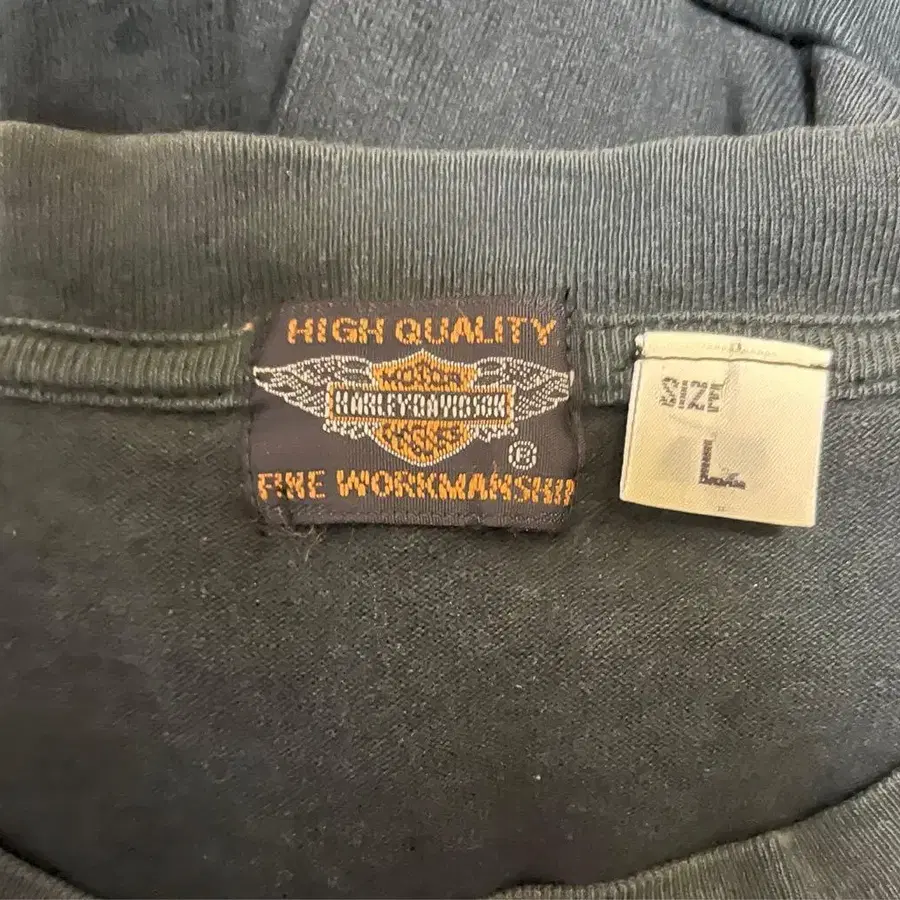 HIGH QUALITY
MOTOR
HARLEY-DAVIDSON
CYCLES
®
FINE WORKMANSHIP
SIZE
L